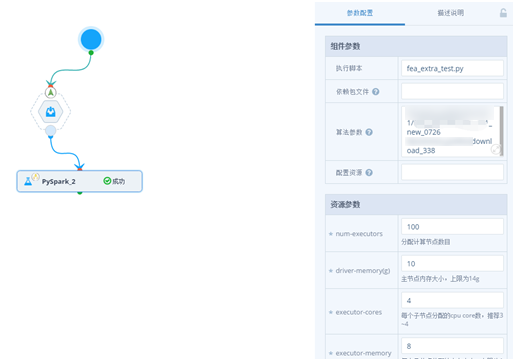 参数配置
描述说明
组件参数
执行脚本
fea_extra_test.py
依赖包文件 ?
算法参数 ?
1/
new_0726
downl
oad_338
配置资源 ?
PySpark_2
成功
资源参数
num-executors
100
分配计算节点数目
driver-memory(g)
10
主节点内存大小，上限为14g
executor-cores
4
每个子节点分配的cpu core数，推荐3
~4
executor-memory
8